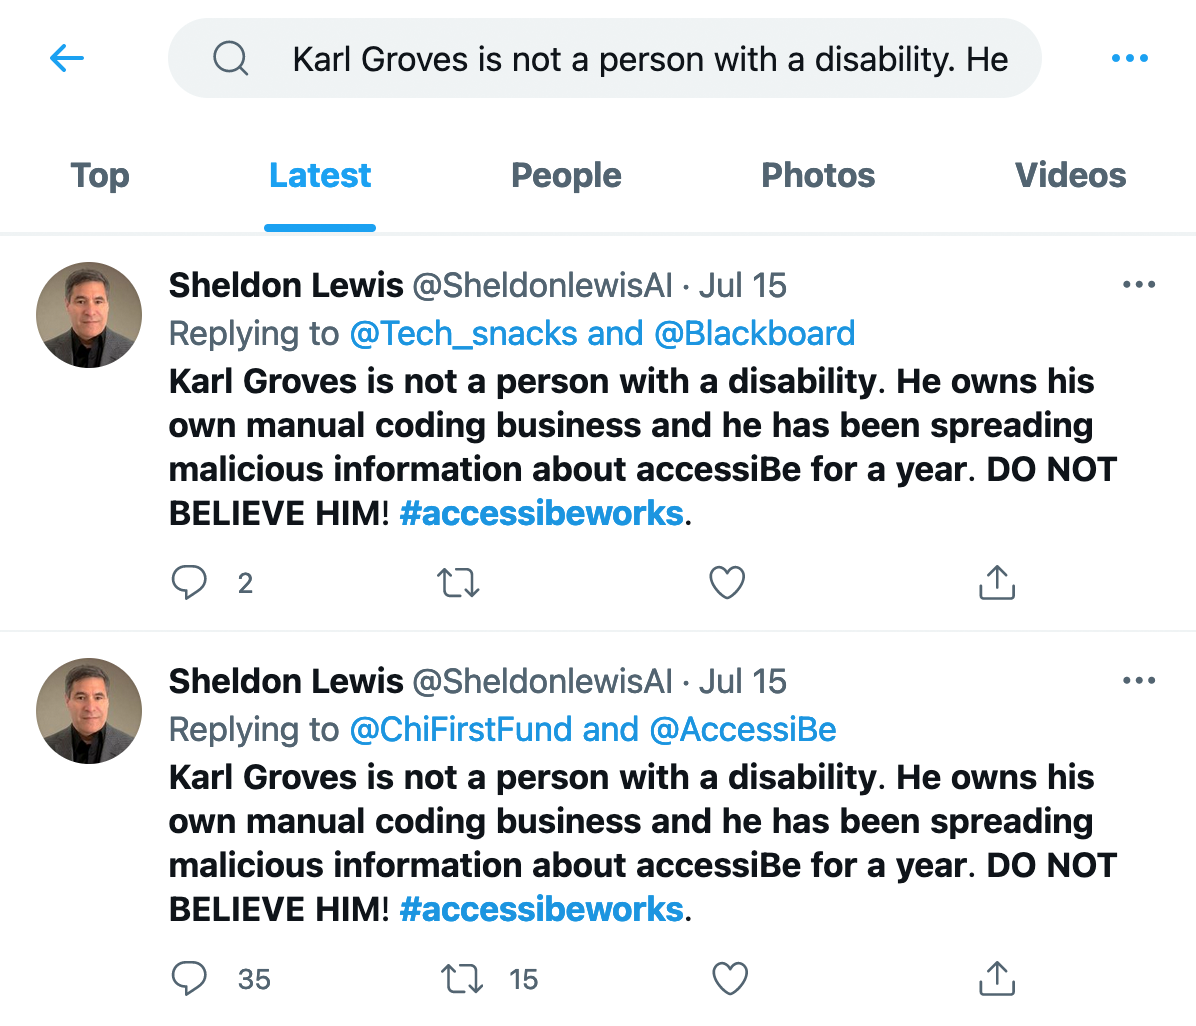 Karl Groves is not a person with a disability. He
Top Latest People Photos Videos
Sheldon Lewis @SheldonlewisAI · Jul 15
Replying to @Tech_snacks and @Blackboard
Karl Groves is not a person with a disability. He owns his
own manual coding business and he has been spreading
malicious information about accessiBe for a year. DO NOT
BELIEVE HIM! #accessibeworks.
2
Sheldon Lewis @SheldonlewisAI · Jul 15
Replying to @ChiFirstFund and @AccessiBe
Karl Groves is not a person with a disability. He owns his
own manual coding business and he has been spreading
malicious information about accessiBe for a year. DO NOT
BELIEVE HIM! #accessibeworks.
35 15